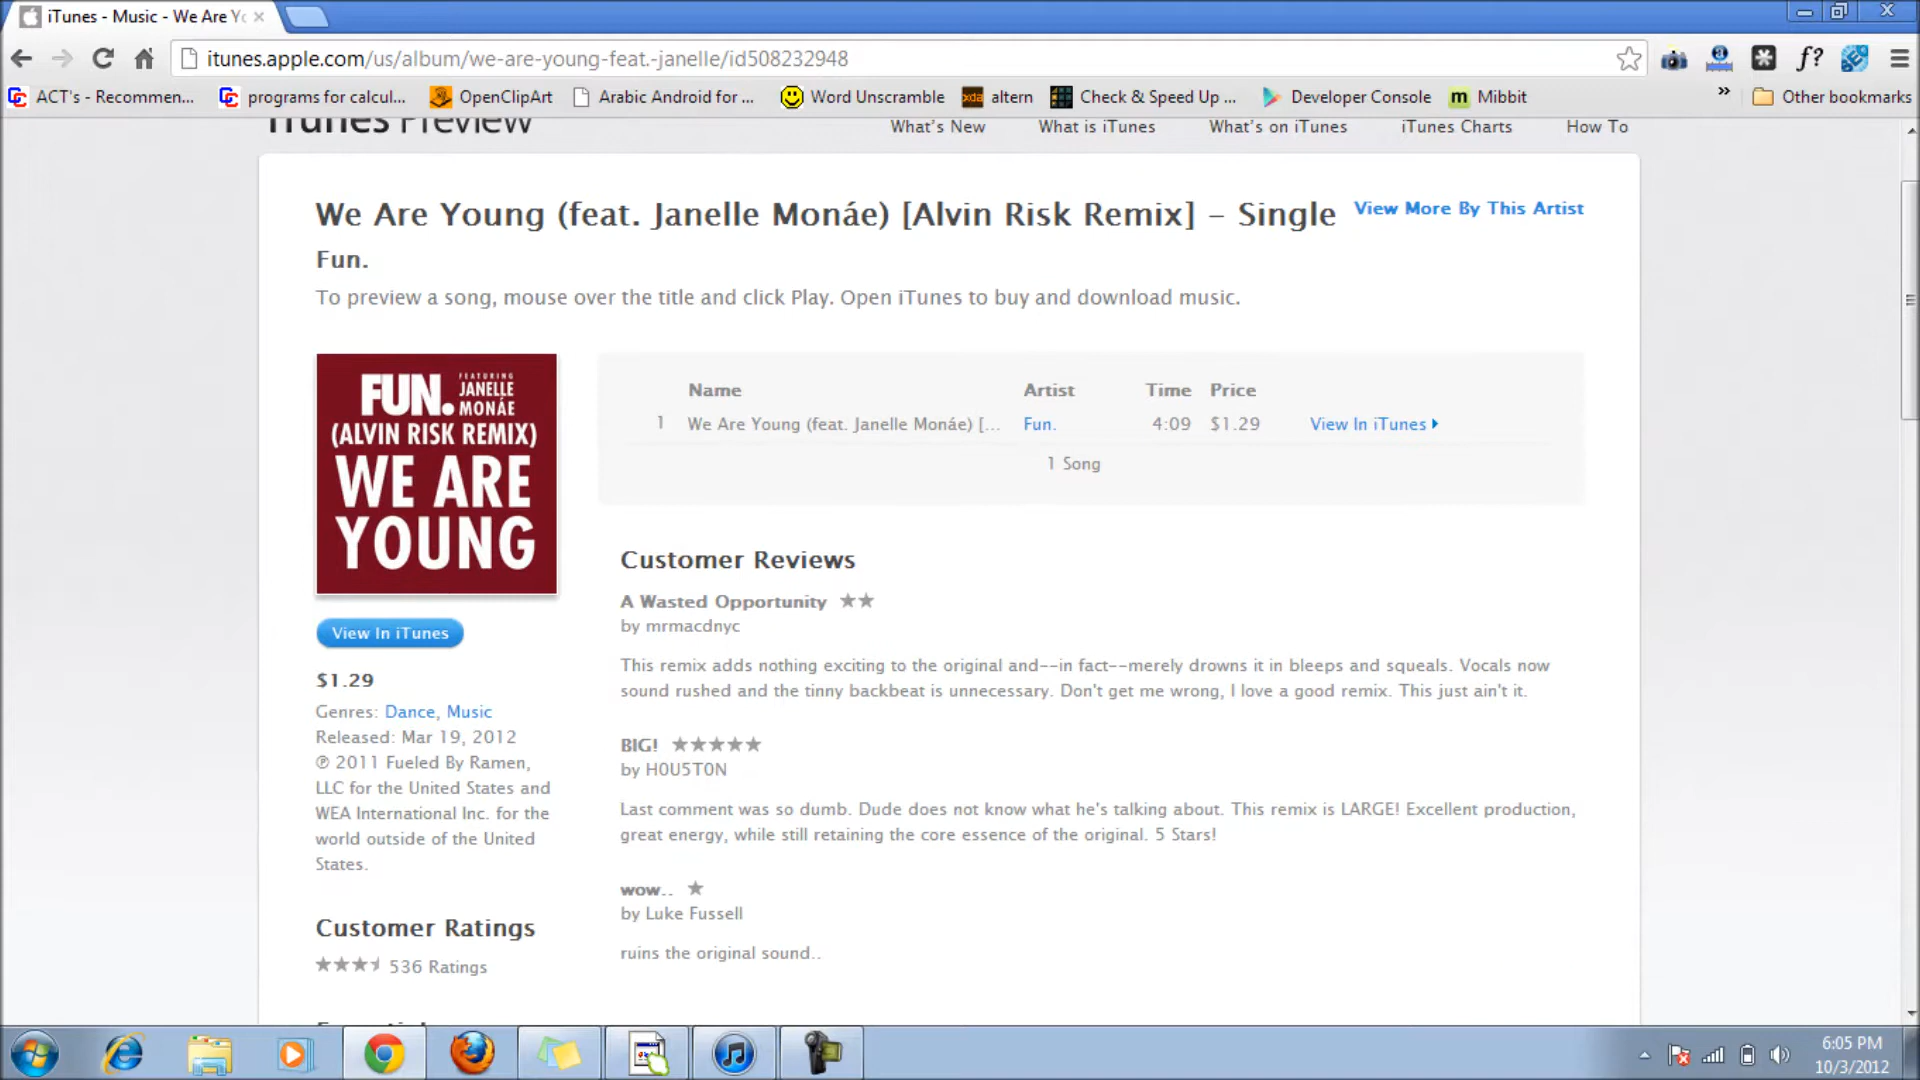 iTunes - Music - We Are Yo
itunes.apple.com/us/album/we-are-young-feat.-janelle/id508232948
ACT's - Recommen... programs for calcul... OpenClipArt Arabic Android for ... Word Unscramble altern Check & Speed Up ... Developer Console Mibbit » Other bookmarks
iTunes Preview
What's New What is iTunes What's on iTunes iTunes Charts How To
We Are Young (feat. Janelle Monáe) [Alvin Risk Remix] – Single
View More By This Artist
Fun.
To preview a song, mouse over the title and click Play. Open iTunes to buy and download music.
FUN. FEATURING JANELLE MONÁE
(ALVIN RISK REMIX)
WE ARE
YOUNG
Name Artist Time Price
1 We Are Young (feat. Janelle Monáe) [... Fun. 4:09 $1.29 View In iTunes
1 Song
View In iTunes
$1.29
Genres: Dance, Music
Released: Mar 19, 2012
℗ 2011 Fueled By Ramen,
LLC for the United States and
WEA International Inc. for the
world outside of the United
States.
Customer Ratings
536 Ratings
Customer Reviews
A Wasted Opportunity ★★
by mrmacdnyc
This remix adds nothing exciting to the original and--in fact--merely drowns it in bleeps and squeals. Vocals now
sound rushed and the tinny backbeat is unnecessary. Don't get me wrong, I love a good remix. This just ain't it.
BIG! ★★★★★
by H0U5T0N
Last comment was so dumb. Dude does not know what he's talking about. This remix is LARGE! Excellent production,
great energy, while still retaining the core essence of the original. 5 Stars!
wow.. ★
by Luke Fussell
ruins the original sound..
6:05 PM
10/3/2012